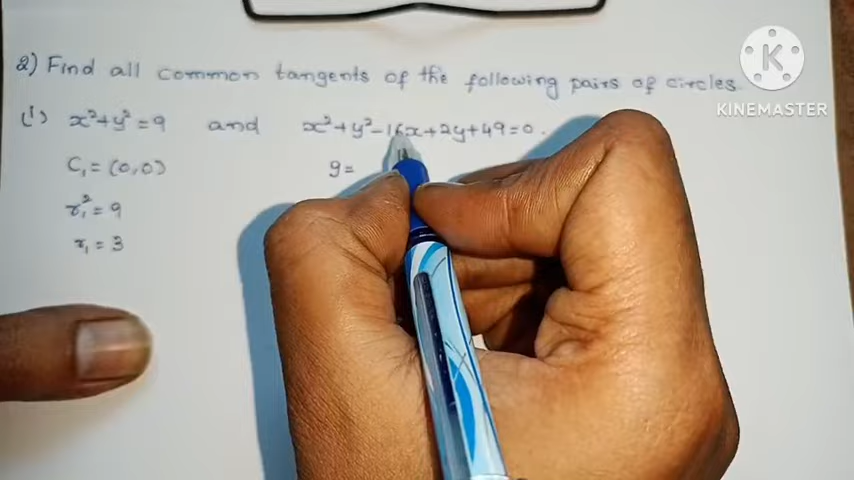 2) Find all common tangents of the following pairs of circles.
(i) x²+y²=9 and x²+y²-16x+2y+49=0.
C₁=(0,0) g=
r₁²=9
r₁=3
K
KINEMASTER